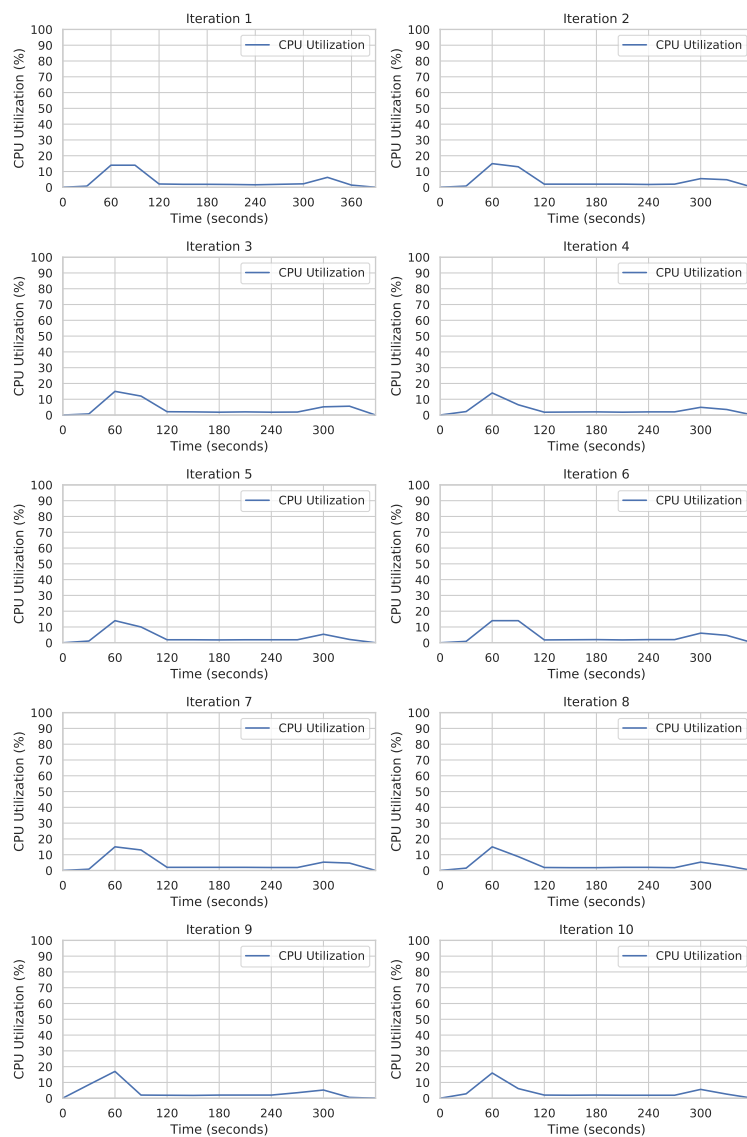 Iteration 1
CPU Utilization (%)
100
90
80
70
60
50
40
30
20
10
0
CPU Utilization
0 60 120 180 240 300 360
Time (seconds)
Iteration 2
CPU Utilization (%)
100
90
80
70
60
50
40
30
20
10
0
CPU Utilization
0 60 120 180 240 300
Time (seconds)
Iteration 3
CPU Utilization (%)
100
90
80
70
60
50
40
30
20
10
0
CPU Utilization
0 60 120 180 240 300
Time (seconds)
Iteration 4
CPU Utilization (%)
100
90
80
70
60
50
40
30
20
10
0
CPU Utilization
0 60 120 180 240 300
Time (seconds)
Iteration 5
CPU Utilization (%)
100
90
80
70
60
50
40
30
20
10
0
CPU Utilization
0 60 120 180 240 300
Time (seconds)
Iteration 6
CPU Utilization (%)
100
90
80
70
60
50
40
30
20
10
0
CPU Utilization
0 60 120 180 240 300
Time (seconds)
Iteration 7
CPU Utilization (%)
100
90
80
70
60
50
40
30
20
10
0
CPU Utilization
0 60 120 180 240 300
Time (seconds)
Iteration 8
CPU Utilization (%)
100
90
80
70
60
50
40
30
20
10
0
CPU Utilization
0 60 120 180 240 300
Time (seconds)
Iteration 9
CPU Utilization (%)
100
90
80
70
60
50
40
30
20
10
0
CPU Utilization
0 60 120 180 240 300
Time (seconds)
Iteration 10
CPU Utilization (%)
100
90
80
70
60
50
40
30
20
10
0
CPU Utilization
0 60 120 180 240 300
Time (seconds)